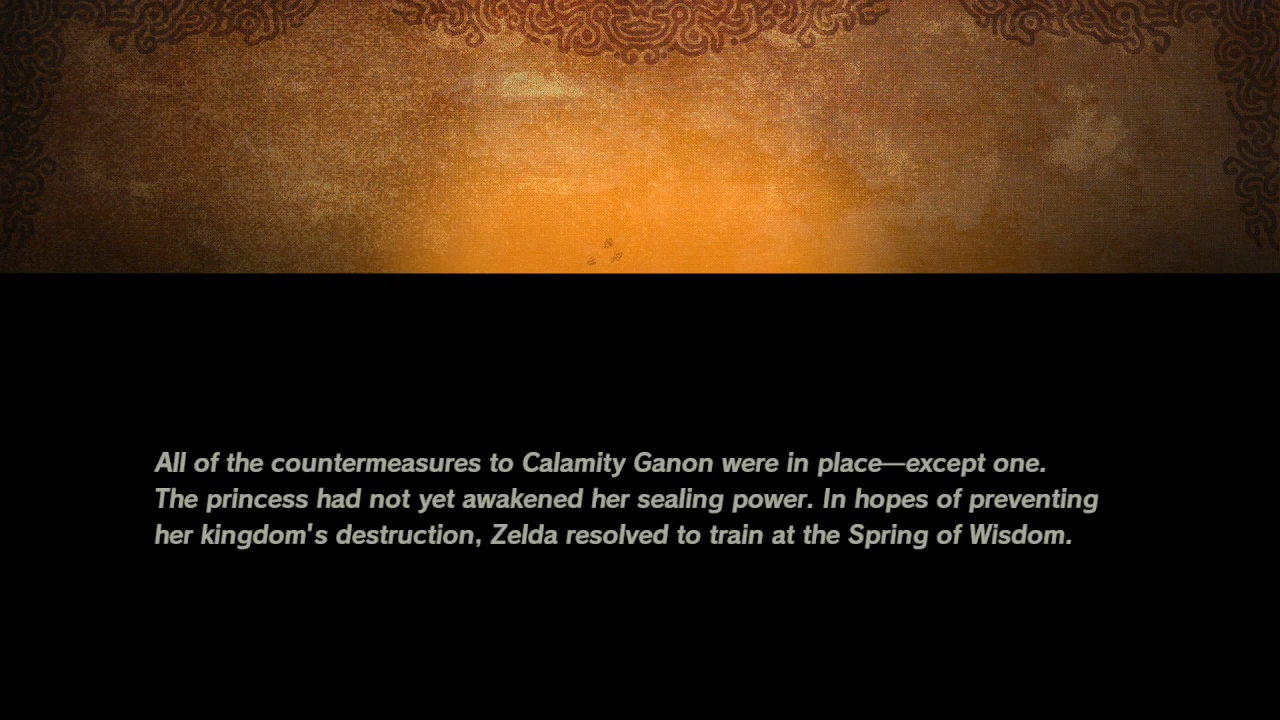 All of the countermeasures to Calamity Ganon were in place—except one.
The princess had not yet awakened her sealing power. In hopes of preventing
her kingdom's destruction, Zelda resolved to train at the Spring of Wisdom.